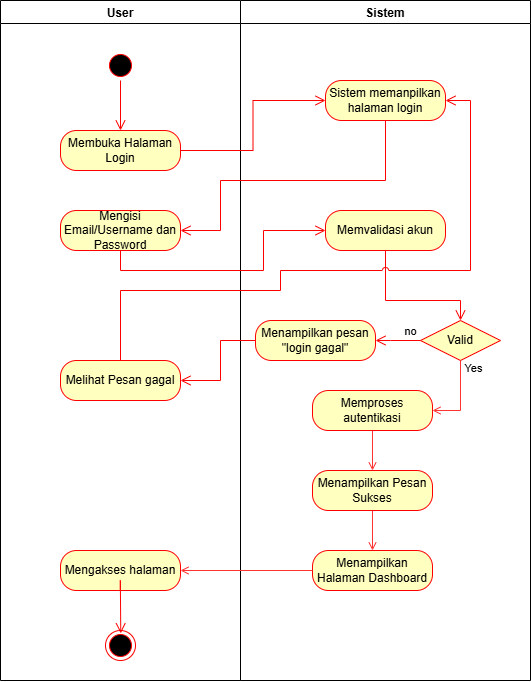 User
Sistem
Sistem memanpilkan
halaman login
Membuka Halaman
Login
Mengisi
Email/Username dan
Password
Memvalidasi akun
Menampilkan pesan
"login gagal"
no
Valid
Yes
Melihat Pesan gagal
Memproses
autentikasi
Menampilkan Pesan
Sukses
Menampilkan
Halaman Dashboard
Mengakses halaman